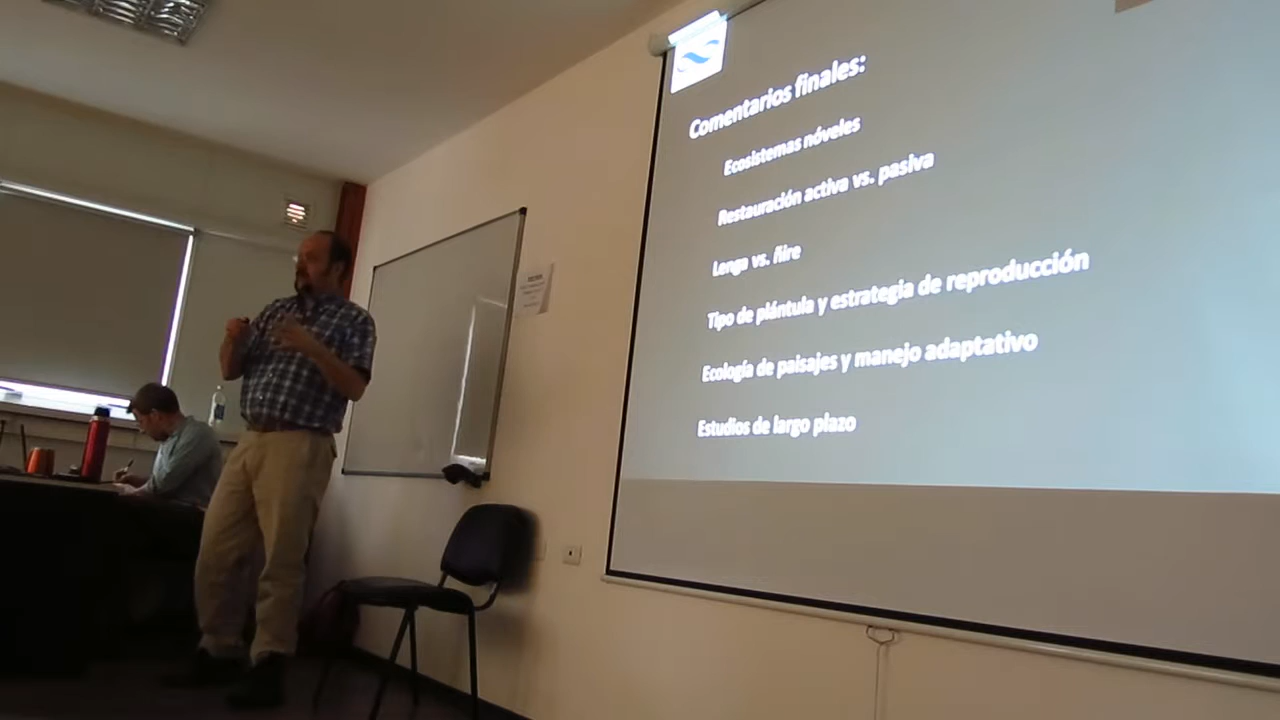 Comentarios finales:
Ecosistemas nóveles
Restauración activa vs. pasiva
Lenga vs. ñire
Tipo de plántula y estrategia de reproducción
Ecología de paisajes y manejo adaptativo
Estudios de largo plazo